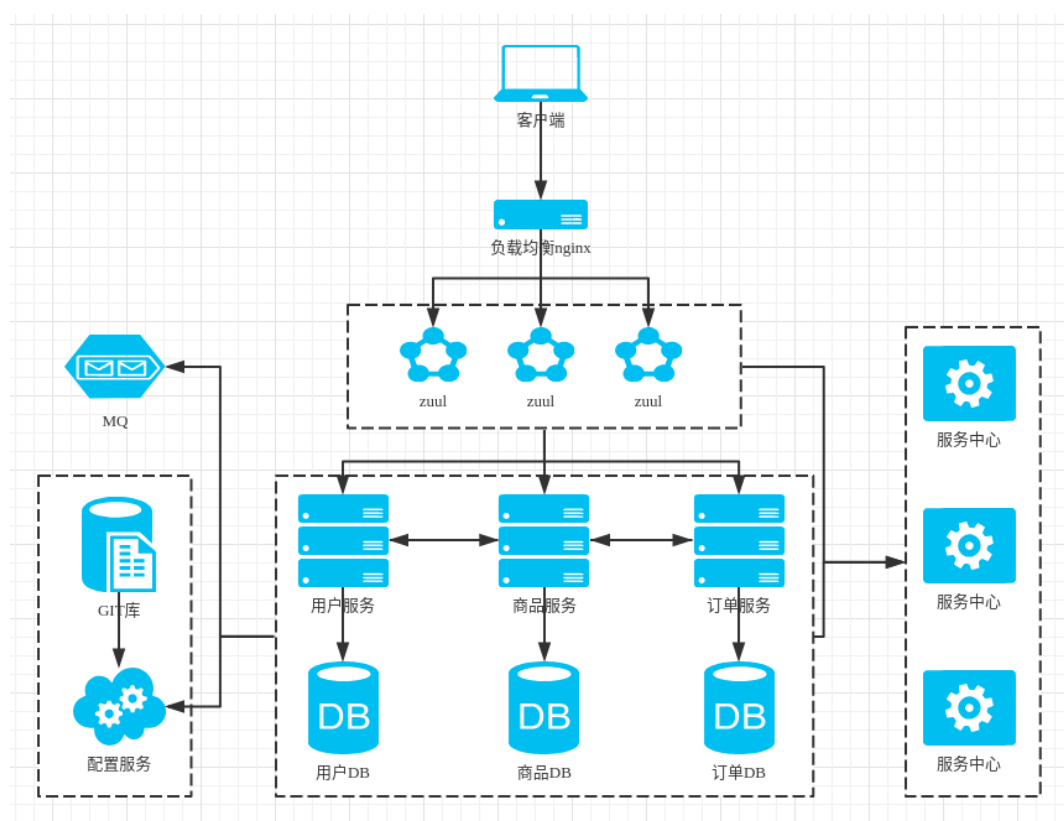 客户端
负载均衡nginx
zuul
zuul
zuul
MQ
服务中心
GIT库
用户服务
商品服务
订单服务
服务中心
DB
DB
DB
配置服务
用户DB
商品DB
订单DB
服务中心